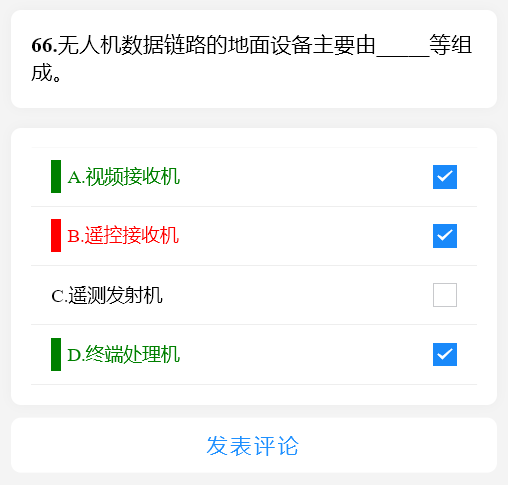 66.无人机数据链路的地面设备主要由_____等组
成。
A.视频接收机
B.遥控接收机
C.遥测发射机
D.终端处理机
发表评论